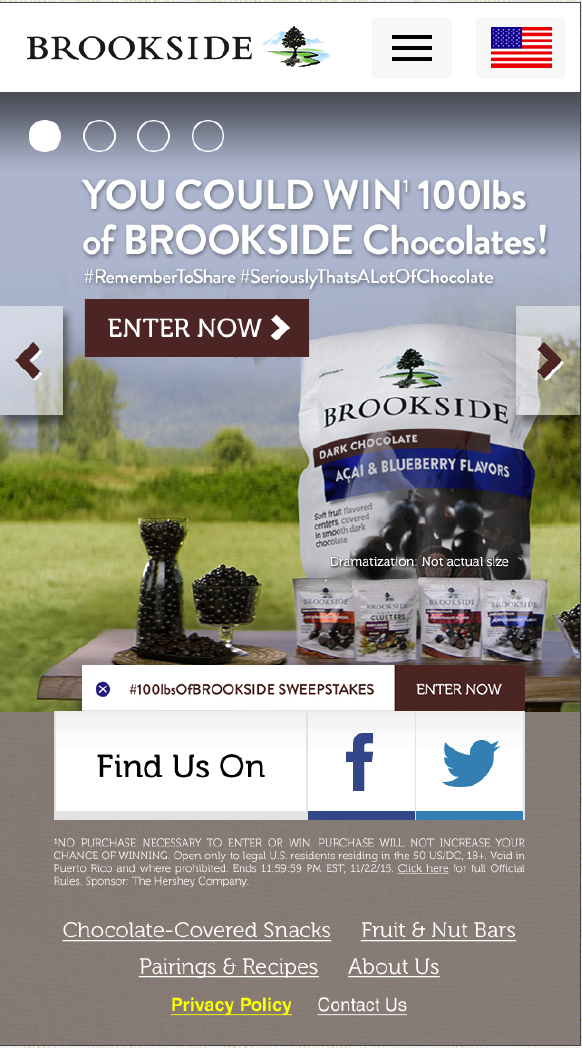 BROOKSIDE
YOU COULD WIN¹ 100lbs
of BROOKSIDE Chocolates!
#RememberToShare #SeriouslyThatsALotOfChocolate
ENTER NOW
BROOKSIDE
DARK CHOCOLATE
AÇAI & BLUEBERRY FLAVORS
Soft fruit flavored
centers, covered
in smooth dark
chocolate
Dramatization: Not actual size
BROOKSIDE BROOKSIDE BROOKSIDE BROOKSIDE
CLUSTERS
#100lbsOfBROOKSIDE SWEEPSTAKES ENTER NOW
Find Us On
¹NO PURCHASE NECESSARY TO ENTER OR WIN. PURCHASE WILL NOT INCREASE YOUR
CHANCE OF WINNING. Open only to legal U.S. residents residing in the 50 US/DC, 18+. Void in
Puerto Rico and where prohibited. Ends 11:59:59 PM EST, 11/22/15. Click here for full Official
Rules. Sponsor: The Hershey Company.
Chocolate-Covered Snacks Fruit & Nut Bars
Pairings & Recipes About Us
Privacy Policy Contact Us